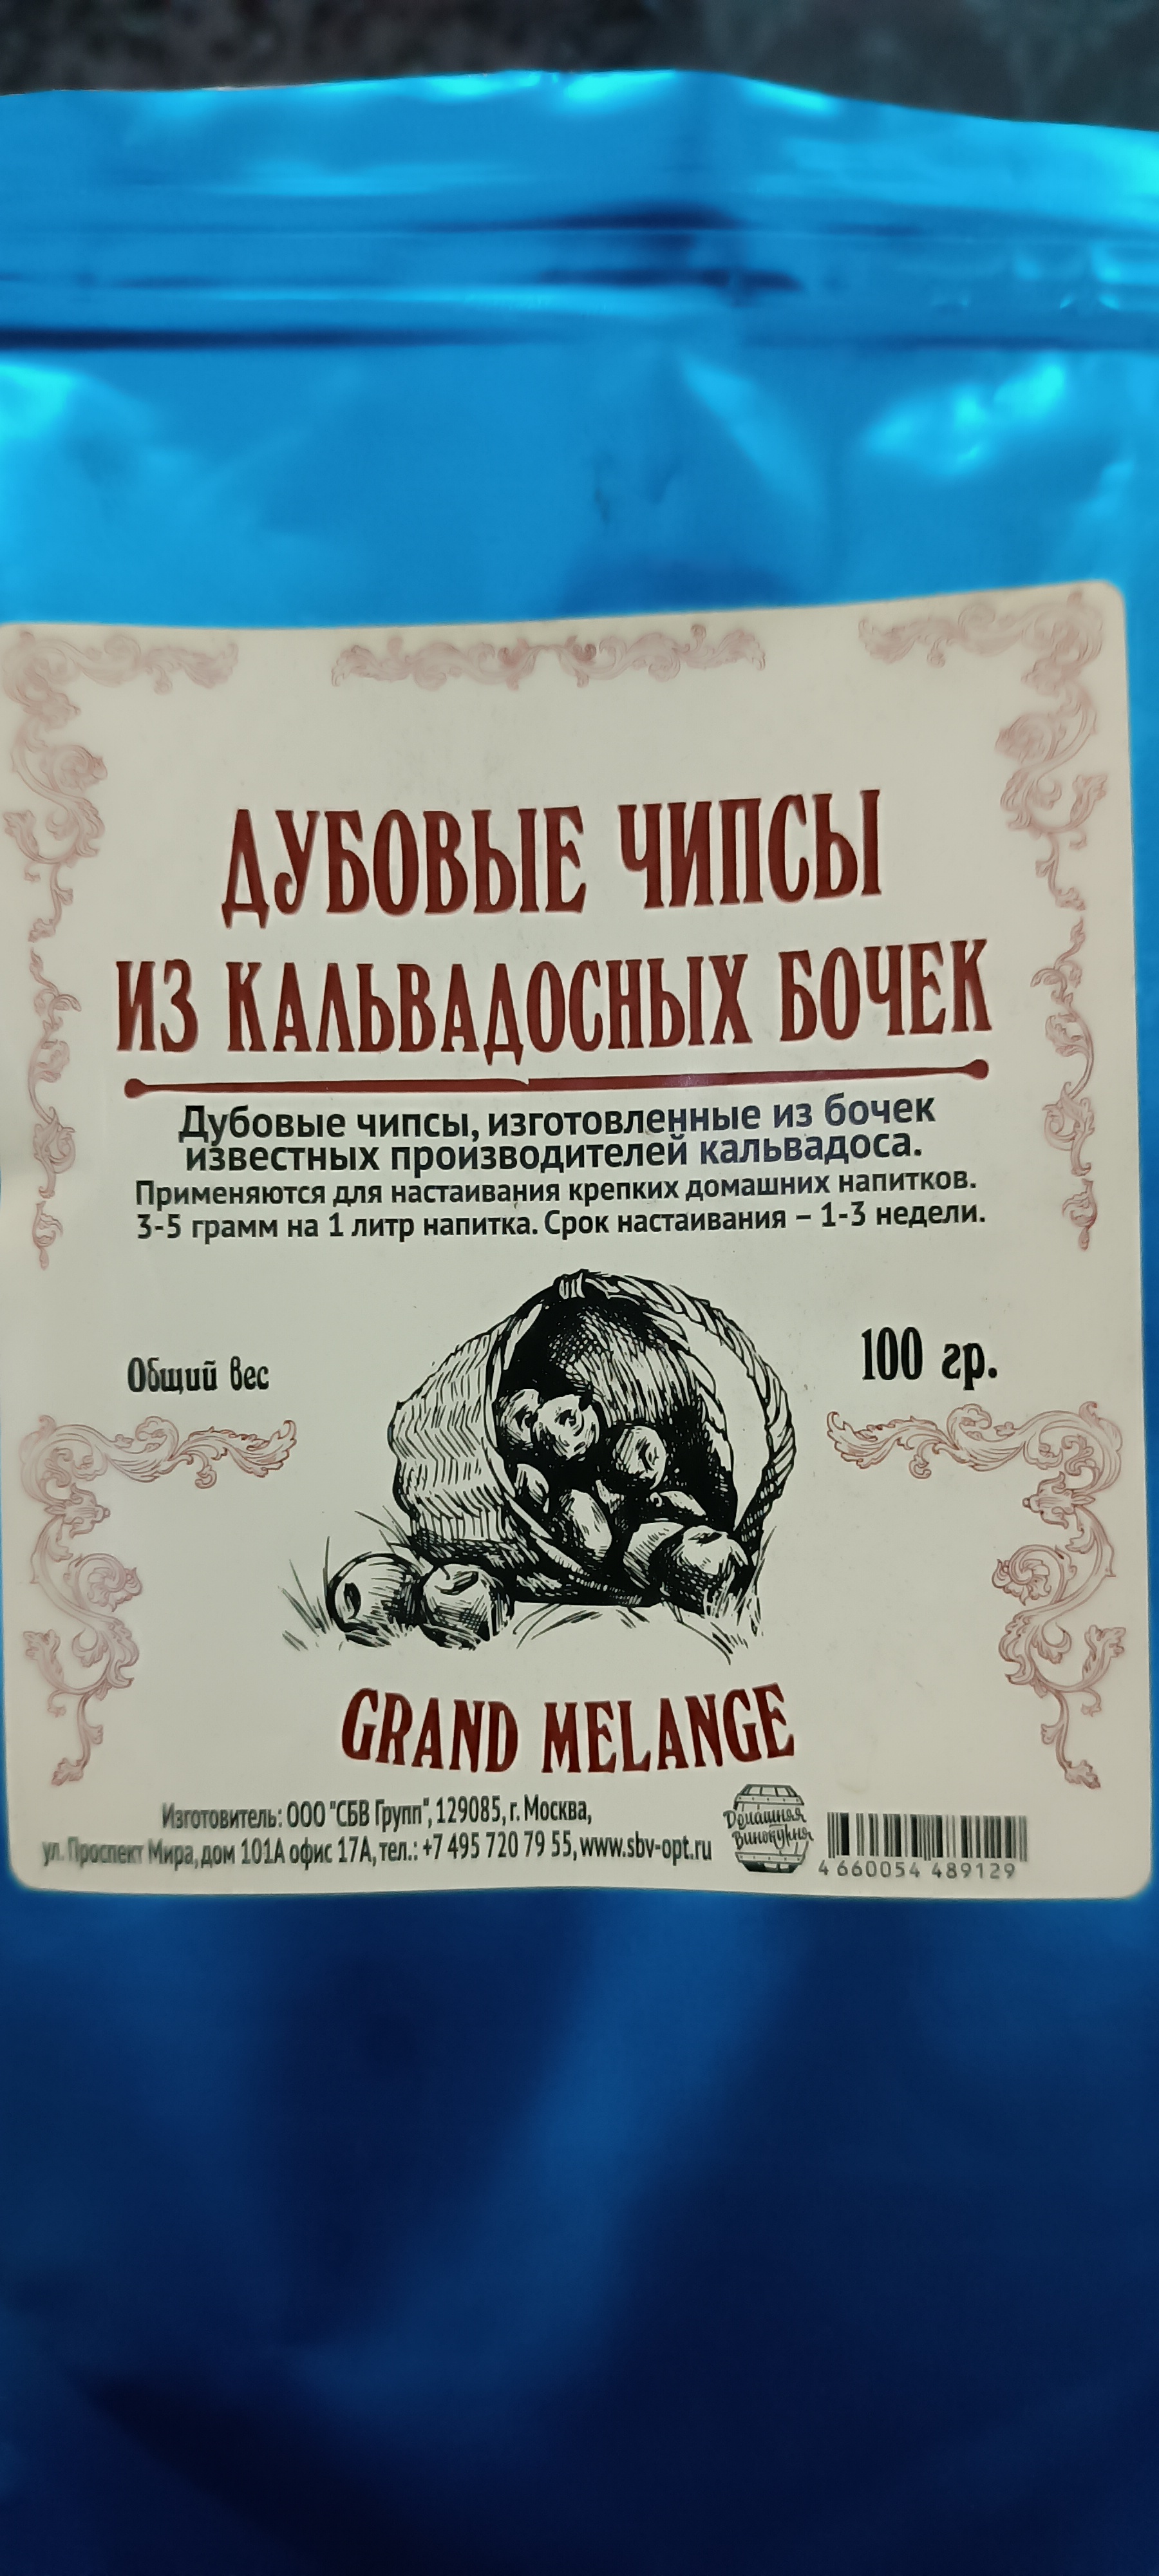 ДУБОВЫЕ ЧИПСЫ
ИЗ КАЛЬВАДОСНЫХ БОЧЕК
Дубовые чипсы, изготовленные из бочек
известных производителей кальвадоса.
Применяются для настаивания крепких домашних напитков.
3-5 грамм на 1 литр напитка. Срок настаивания – 1-3 недели.
Общий вес
100 гр.
GRAND MELANGE
Изготовитель: ООО "СБВ Групп", 129085, г. Москва,
ул. Проспект Мира, дом 101А офис 17А, тел.: +7 495 720 79 55, www.sbv-opt.ru
Домашняя
Винокурня
4 660054 489129